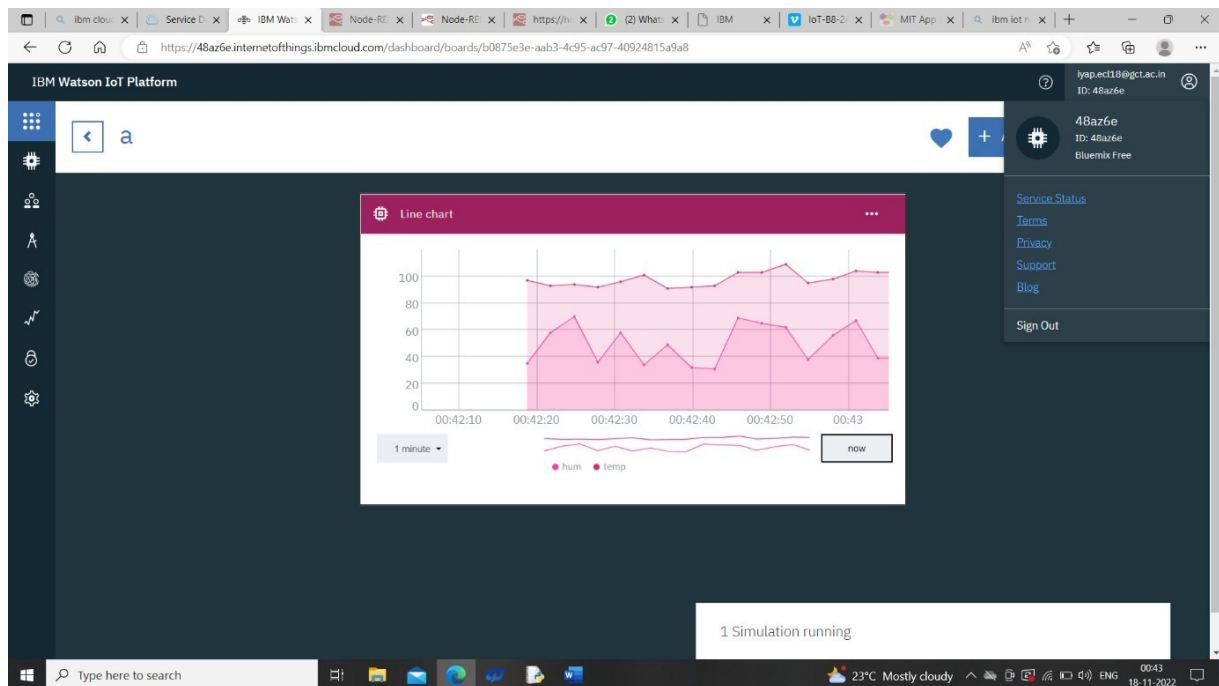 ibm clou
Service D
IBM Wats
Node-RE
Node-RE
https://n
(2) Whats
IBM
IoT-B8-2
MIT App
ibm iot n
https://48az6e.internetofthings.ibmcloud.com/dashboard/boards/b0875e3e-aab3-4c95-ac97-40924815a9a8
IBM Watson IoT Platform
iyap.ecl18@gct.ac.in
ID: 48az6e
a
+
48az6e
ID: 48az6e
Bluemix Free
Service Status
Terms
Privacy
Support
Blog
Sign Out
Line chart
100
80
60
40
20
0
00:42:10 00:42:20 00:42:30 00:42:40 00:42:50 00:43
1 minute
now
hum temp
1 Simulation running
Type here to search
23°C Mostly cloudy
ENG
00:43
18-11-2022